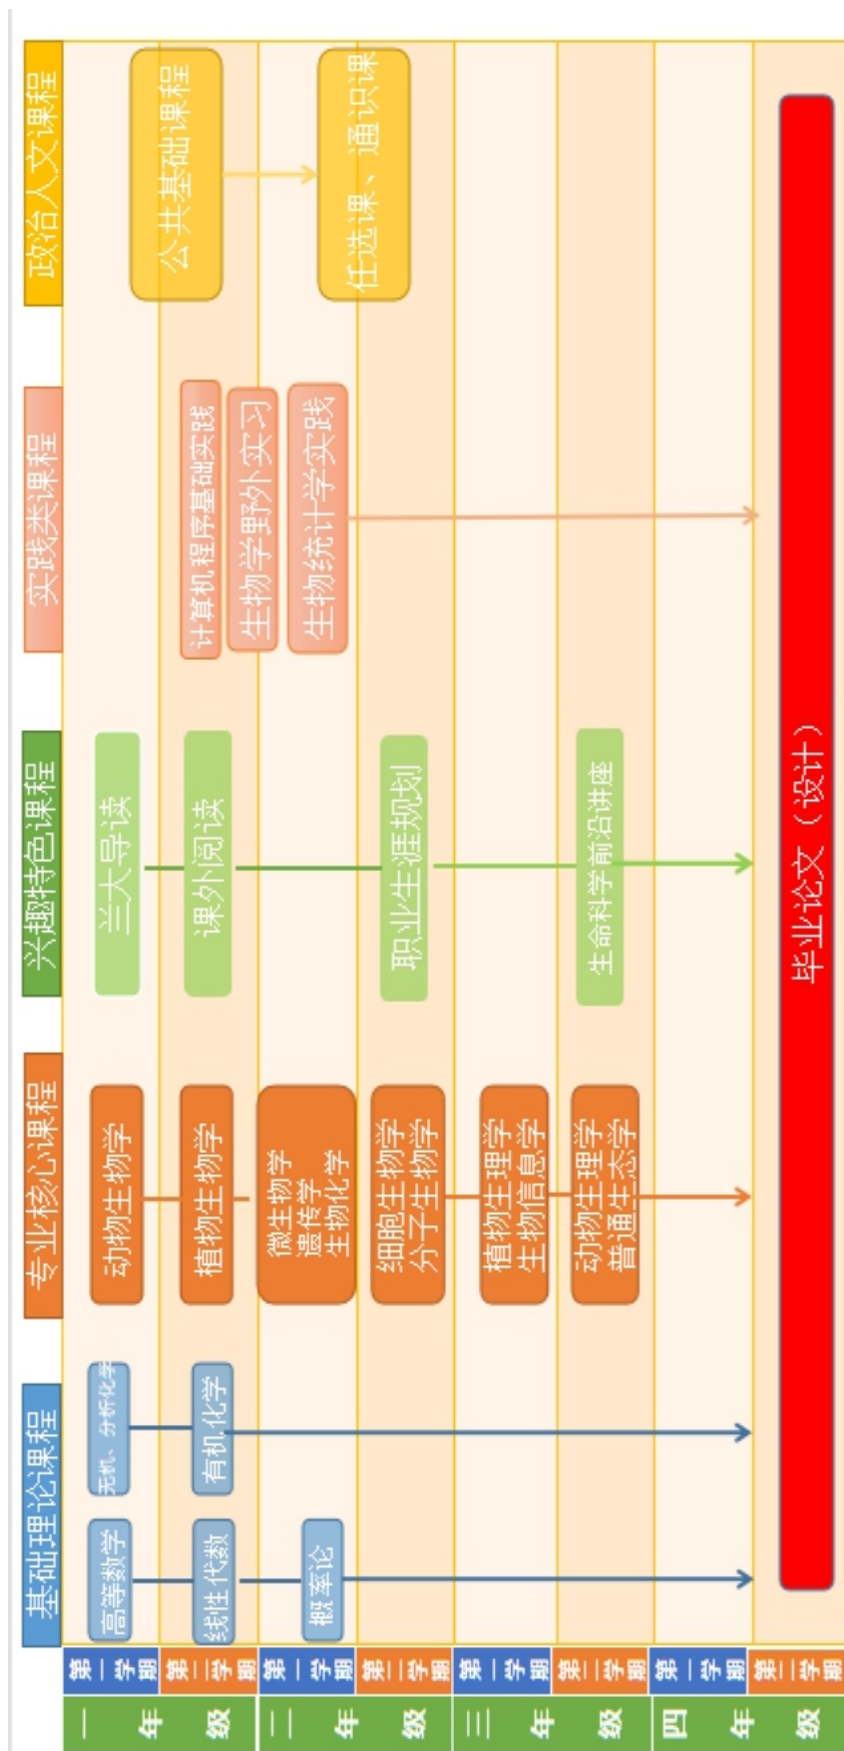 基础理论课程
专业核心课程
兴趣特色课程
实践类课程
政治人文课程
一年级
第一学期
高等数学
无机、分析化学
动物生物学
兰大导读
公共基础课程
第二学期
线性代数
有机化学
植物生物学
课外阅读
计算机程序基础实践
生物学野外实习
二年级
第一学期
概率论
微生物学
遗传学
生物化学
生物统计学实践
任选课、通识课
第二学期
细胞生物学
分子生物学
职业生涯规划
三年级
第一学期
植物生理学
生物信息学
第二学期
动物生理学
普通生态学
生命科学前沿讲座
四年级
第一学期
第二学期
毕业论文（设计）